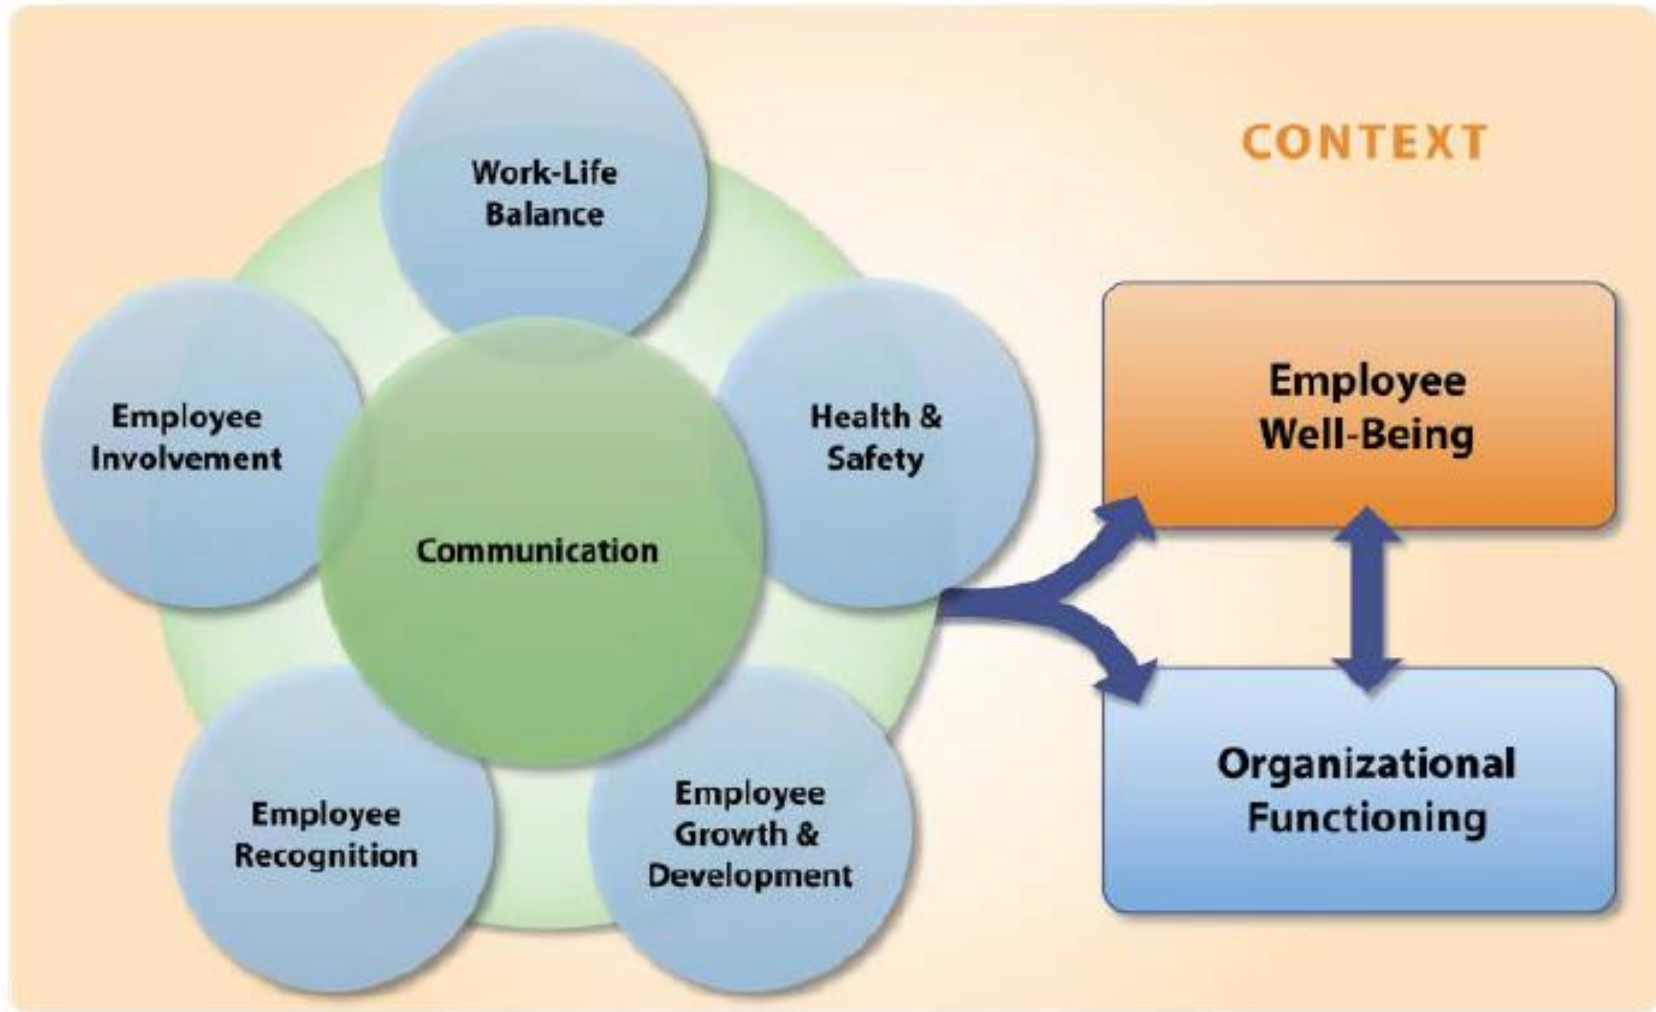 Work-Life
Balance
CONTEXT
Employee
Involvement
Health &
Safety
Employee
Well-Being
Communication
Employee
Recognition
Employee
Growth &
Development
Organizational
Functioning